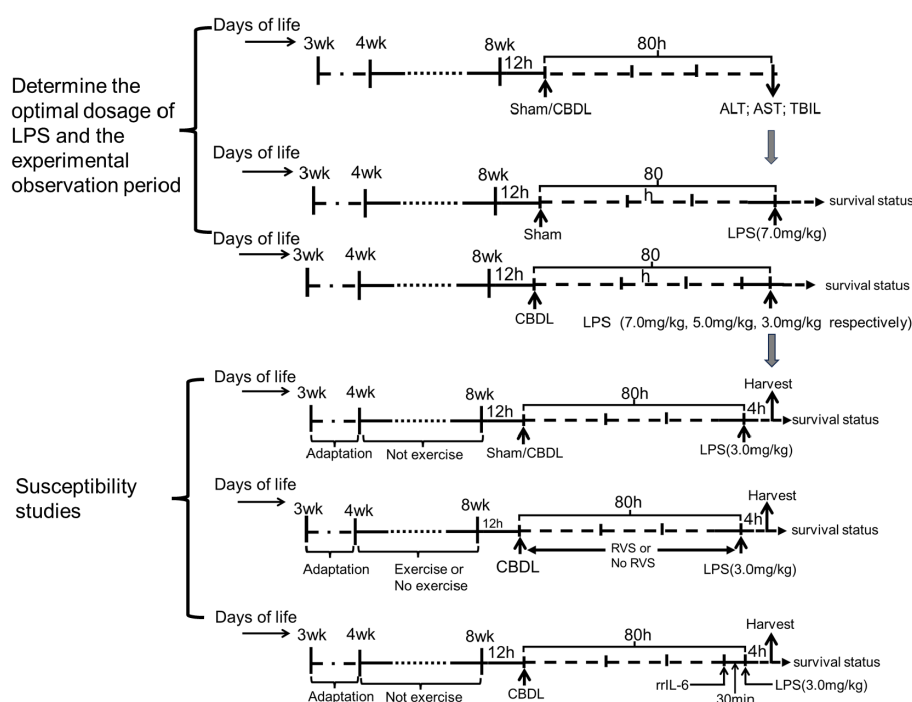 Determine the
optimal dosage of
LPS and the
experimental
observation period
Days of life
3wk 4wk 8wk 12h 80h
Sham/CBDL
ALT; AST; TBIL
Days of life
3wk 4wk 8wk 12h 80
h
survival status
Sham
LPS(7.0mg/kg)
Days of life
3wk 4wk 8wk 12h 80
h
survival status
CBDL
LPS (7.0mg/kg, 5.0mg/kg, 3.0mg/kg respectively)
Susceptibility
studies
Days of life
3wk 4wk 8wk 12h 80h 4h
Harvest
survival status
Adaptation Not exercise Sham/CBDL LPS(3.0mg/kg)
Days of life
3wk 4wk 8wk 12h 80h 4h
Harvest
survival status
Adaptation
Exercise or
No exercise
CBDL
RVS or
No RVS
LPS(3.0mg/kg)
Days of life
3wk 4wk 8wk 12h 80h 4h
Harvest
survival status
Adaptation Not exercise CBDL rrIL-6 30min LPS(3.0mg/kg)